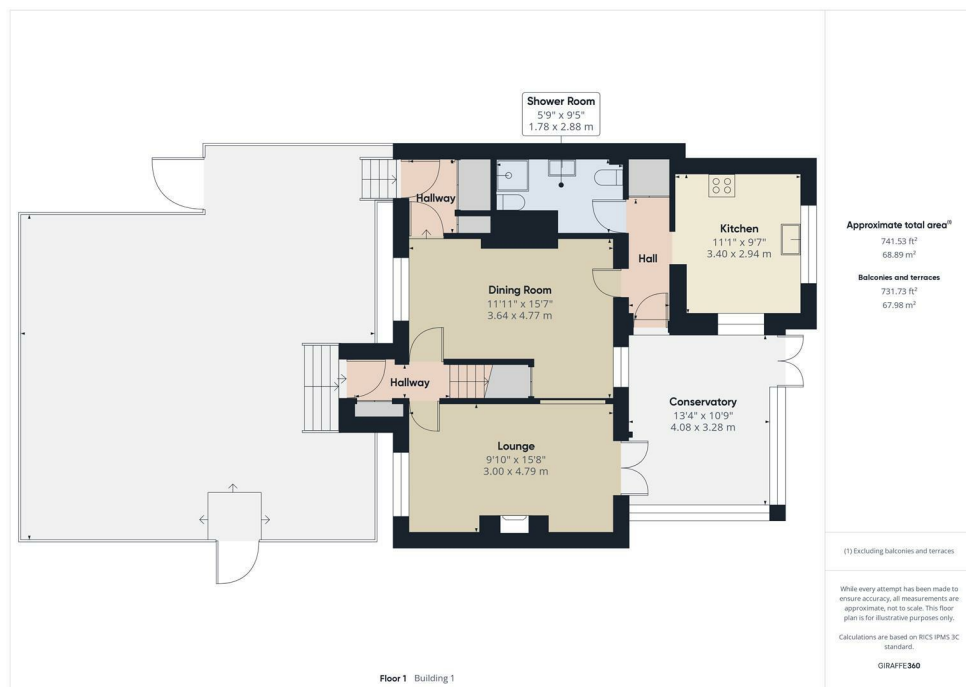 Shower Room
5'9" x 9'5"
1.78 x 2.88 m
Hallway
Kitchen
11'1" x 9'7"
3.40 x 2.94 m
Hall
Dining Room
11'11" x 15'7"
3.64 x 4.77 m
Hallway
Conservatory
13'4" x 10'9"
4.08 x 3.28 m
Lounge
9'10" x 15'8"
3.00 x 4.79 m
Floor 1 Building 1
Approximate total area(1)
741.53 ft²
68.89 m²
Balconies and terraces
731.73 ft²
67.98 m²
(1) Excluding balconies and terraces
While every attempt has been made to
ensure accuracy, all measurements are
approximate, not to scale. This floor
plan is for illustrative purposes only.
Calculations are based on RICS IPMS 3C
standard.
GIRAFFE360